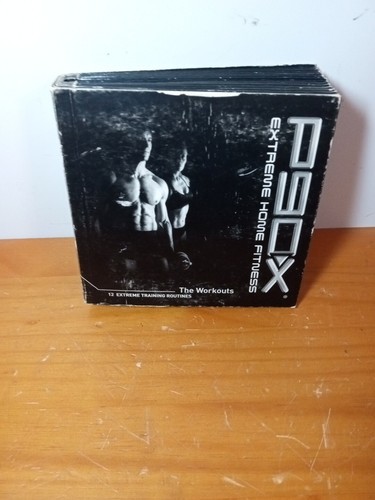 P90X®
EXTREME HOME FITNESS
The Workouts
12 EXTREME TRAINING ROUTINES